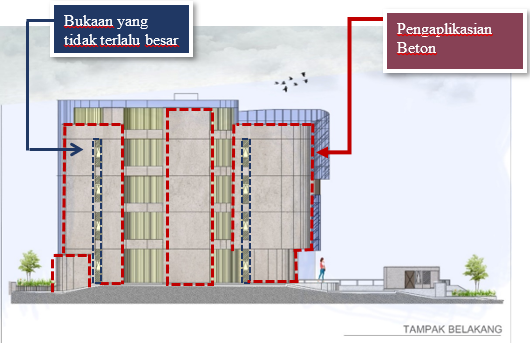 Bukaan yang
tidak terlalu besar
Pengaplikasian
Beton
TAMPAK BELAKANG